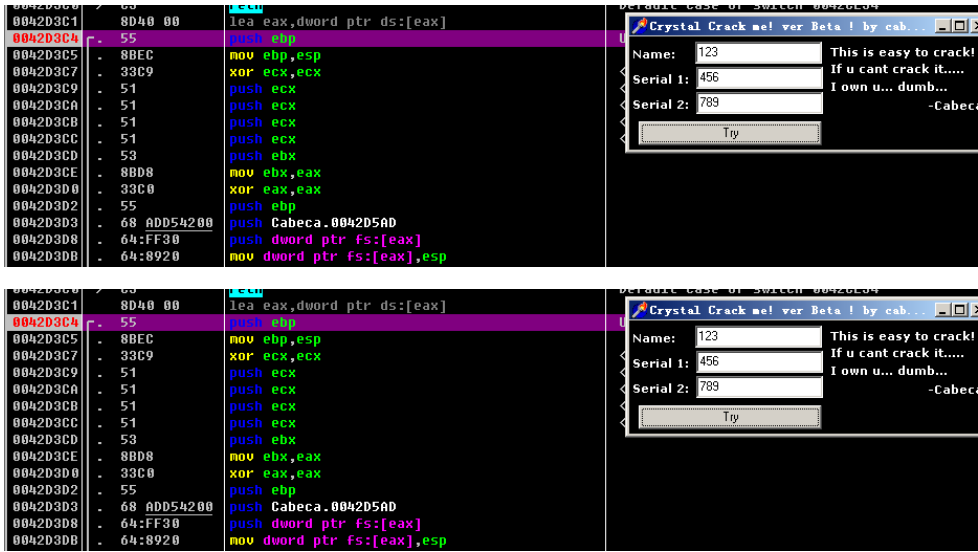 0042D3C0 > C3 retn Default case of switch 0042CE54
0042D3C1 8D40 00 lea eax,dword ptr ds:[eax]
0042D3C4 . 55 push ebp U
0042D3C5 . 8BEC mov ebp,esp
0042D3C7 . 33C9 xor ecx,ecx
0042D3C9 . 51 push ecx
0042D3CA . 51 push ecx
0042D3CB . 51 push ecx
0042D3CC . 51 push ecx
0042D3CD . 53 push ebx
0042D3CE . 8BD8 mov ebx,eax
0042D3D0 . 33C0 xor eax,eax
0042D3D2 . 55 push ebp
0042D3D3 . 68 ADD54200 push Cabeca.0042D5AD
0042D3D8 . 64:FF30 push dword ptr fs:[eax]
0042D3DB . 64:8920 mov dword ptr fs:[eax],esp
Crystal Crack me! ver Beta ! by cab...
Name: 123
Serial 1: 456
Serial 2: 789
Try
This is easy to crack!
If u cant crack it.....
I own u... dumb...
-Cabeca
0042D3C1 8D40 00 lea eax,dword ptr ds:[eax]
0042D3C4 . 55 push ebp U
0042D3C5 . 8BEC mov ebp,esp
0042D3C7 . 33C9 xor ecx,ecx
0042D3C9 . 51 push ecx
0042D3CA . 51 push ecx
0042D3CB . 51 push ecx
0042D3CC . 51 push ecx
0042D3CD . 53 push ebx
0042D3CE . 8BD8 mov ebx,eax
0042D3D0 . 33C0 xor eax,eax
0042D3D2 . 55 push ebp
0042D3D3 . 68 ADD54200 push Cabeca.0042D5AD
0042D3D8 . 64:FF30 push dword ptr fs:[eax]
0042D3DB . 64:8920 mov dword ptr fs:[eax],esp
Crystal Crack me! ver Beta ! by cab...
Name: 123
Serial 1: 456
Serial 2: 789
Try
This is easy to crack!
If u cant crack it.....
I own u... dumb...
-Cabeca